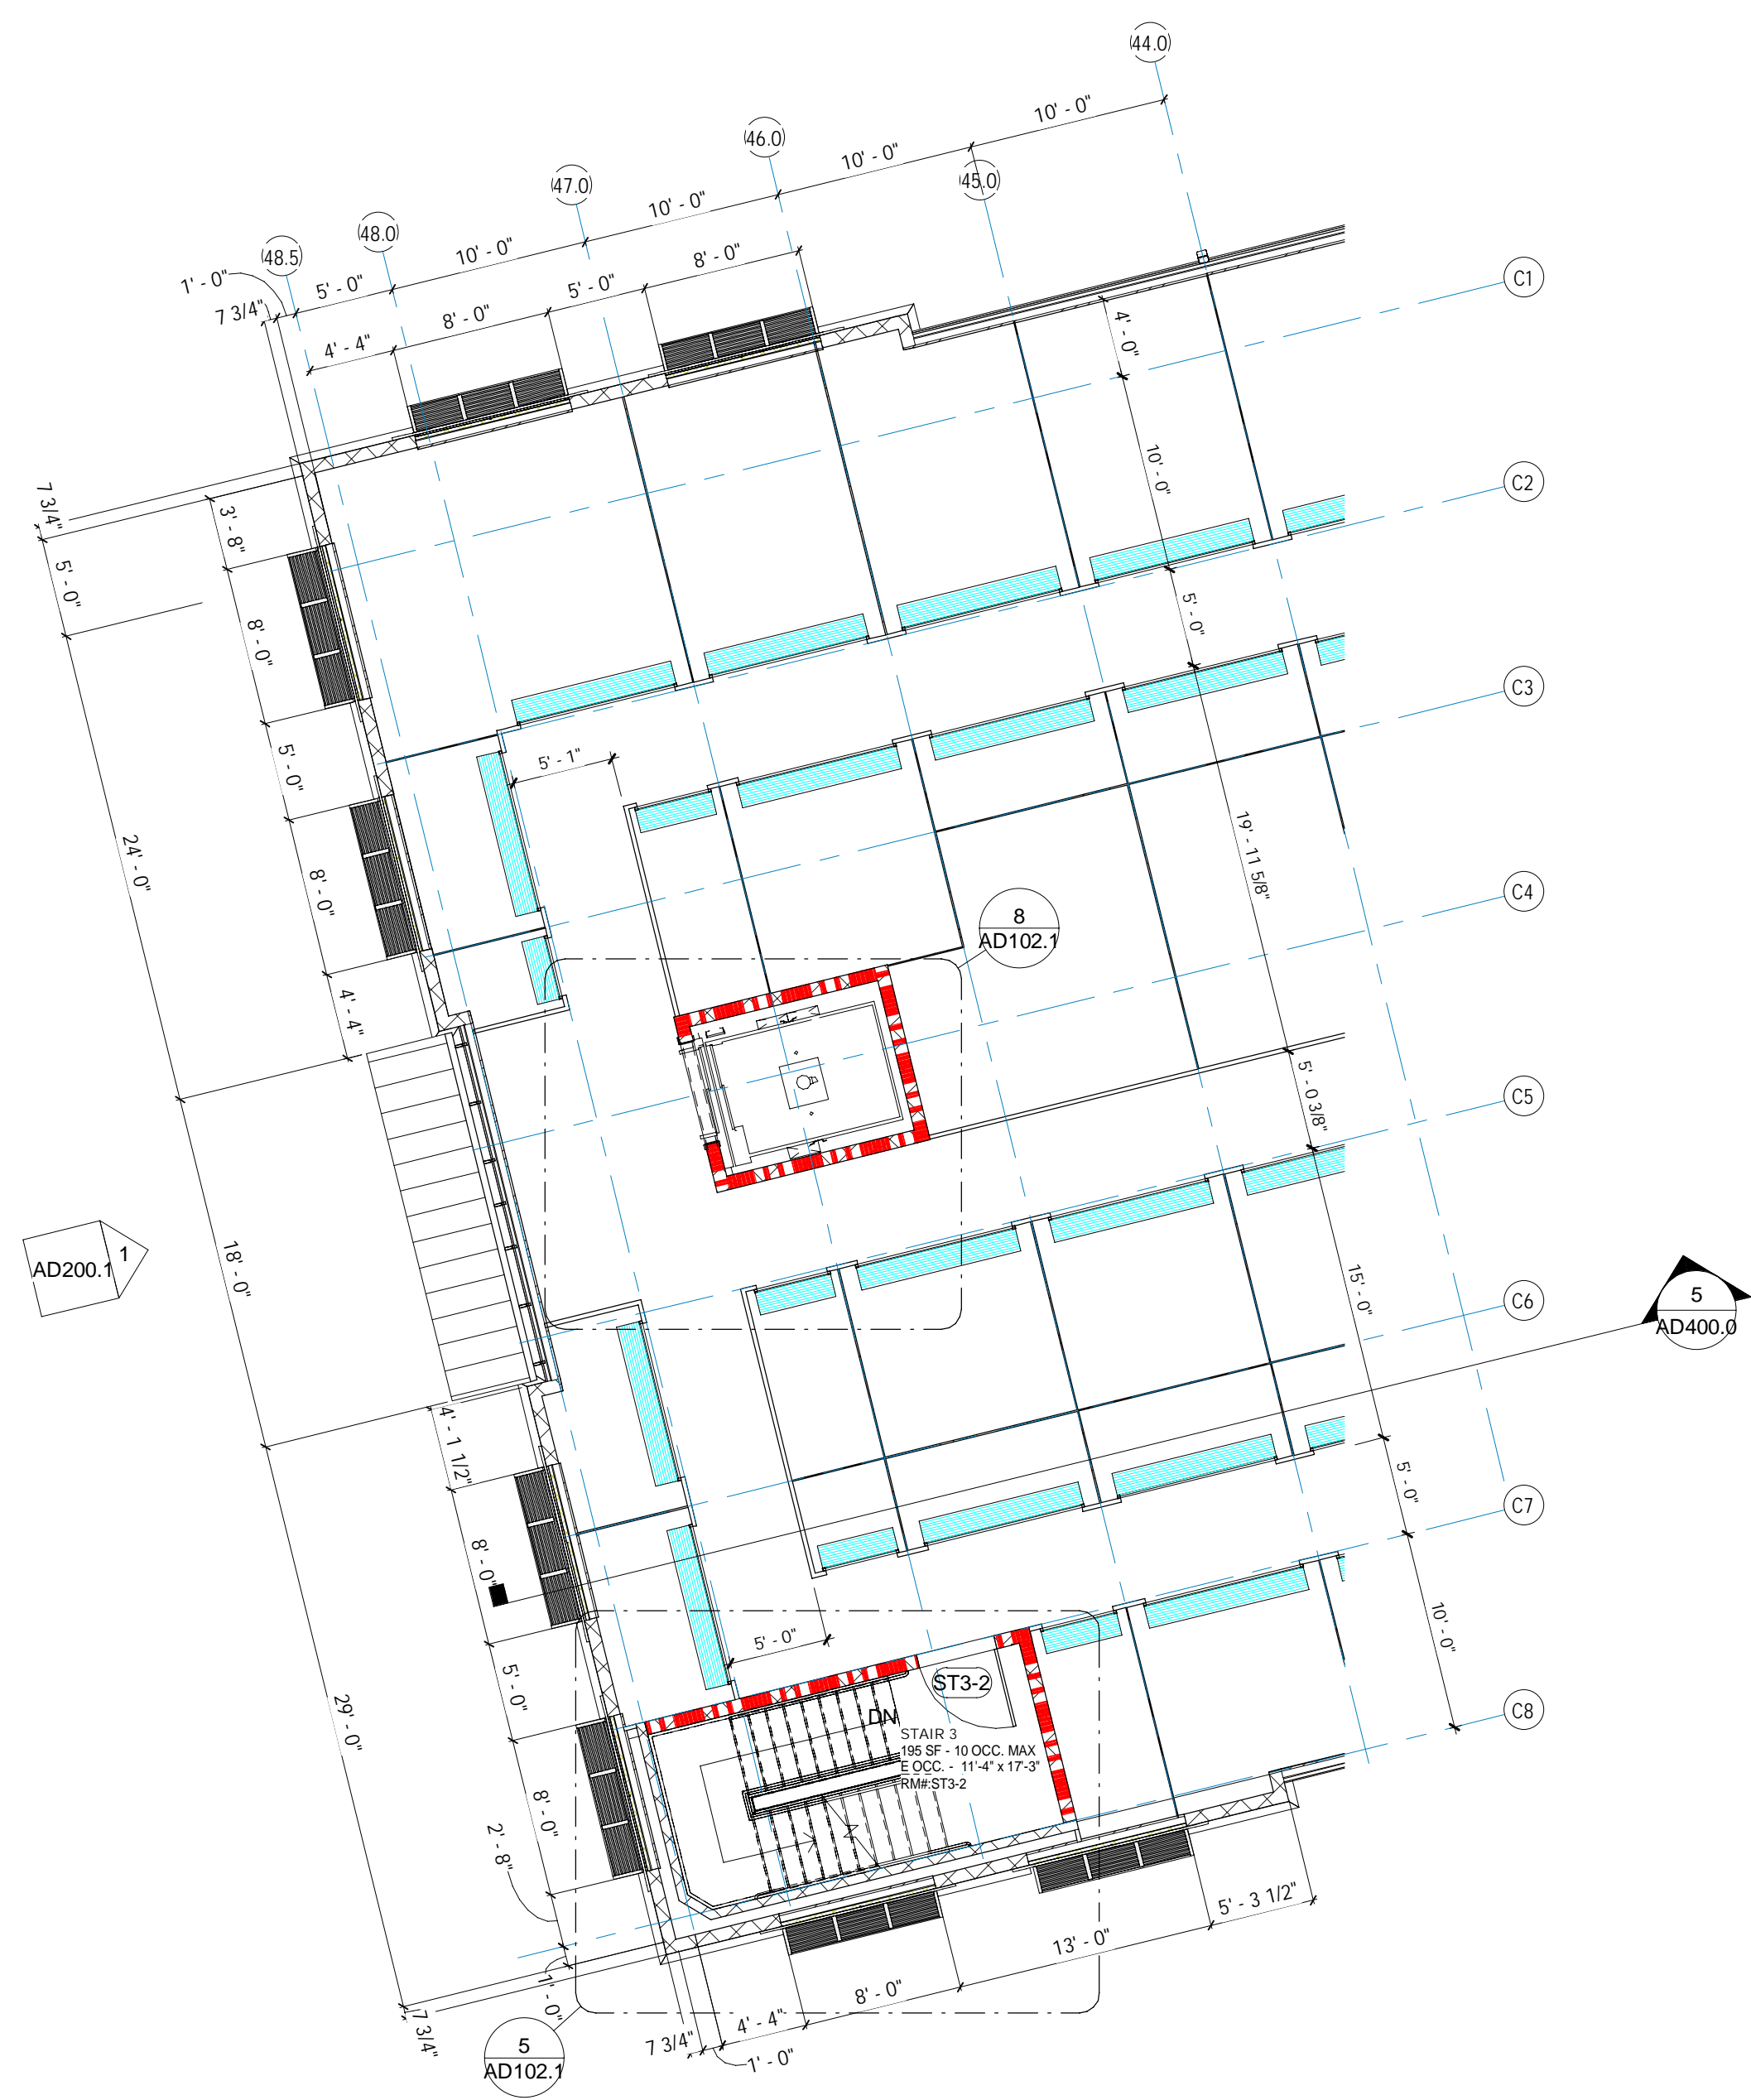 (44.0)
10' - 0"
(46.0)
10' - 0"
(45.0)
(47.0)
10' - 0"
(48.0)
10' - 0"
(48.5)
8' - 0"
1' - 0"
5' - 0"
5' - 0"
7 3/4"
8' - 0"
4' - 4"
C1
4' - 0"
10' - 0"
C2
7 3/4"
3' - 8"
5' - 0"
5' - 0"
8' - 0"
C3
5' - 1"
5' - 0"
24' - 0"
19' - 11 5/8"
8' - 0"
C4
8
AD102.1
4' - 4"
5' - 0 3/8"
C5
18' - 0"
1
AD200.1
15' - 0"
C6
5
AD400.0
4' - 1 1/2"
5' - 0"
C7
8' - 0"
10' - 0"
5' - 0"
5' - 0"
ST3-2
DN
STAIR 3
195 SF - 10 OCC. MAX
E OCC. - 11'-4" x 17'-3"
RM#:ST3-2
C8
29' - 0"
8' - 0"
2' - 8"
5' - 3 1/2"
13' - 0"
1' - 0"
8' - 0"
7 3/4"
4' - 4"
7 3/4"
1' - 0"
5
AD102.1